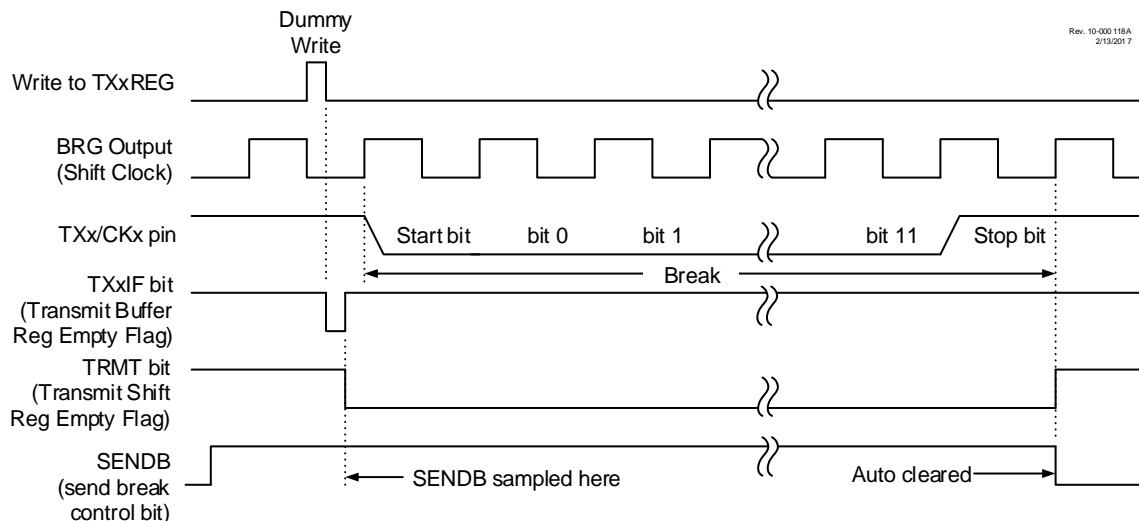 Dummy
Write
Rev. 10-000118A
2/13/2017
Write to TXxREG
BRG Output
(Shift Clock)
TXx/CKx pin
Start bit
bit 0
bit 1
bit 11
Stop bit
Break
TXxIF bit
(Transmit Buffer
Reg Empty Flag)
TRMT bit
(Transmit Shift
Reg Empty Flag)
SENDB
(send break
control bit)
SENDB sampled here
Auto cleared